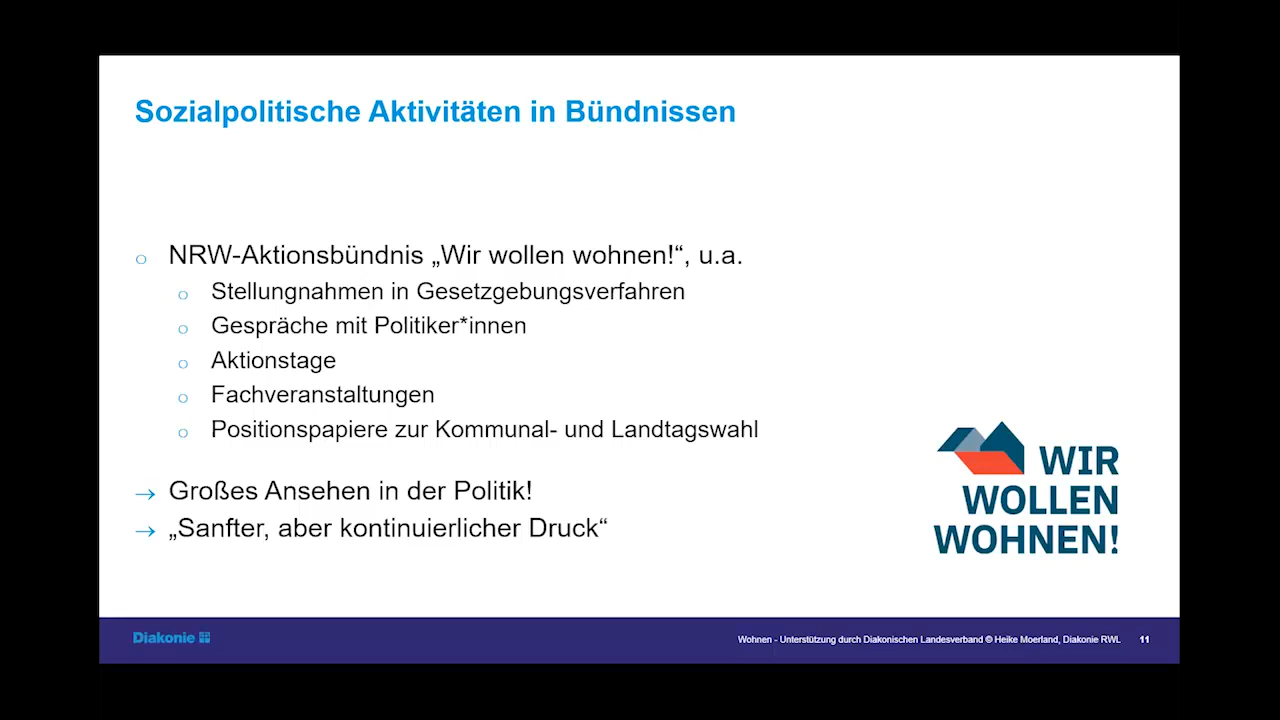 Sozialpolitische Aktivitäten in Bündnissen
o NRW-Aktionsbündnis „Wir wollen wohnen!“, u.a.
o Stellungnahmen in Gesetzgebungsverfahren
o Gespräche mit Politiker*innen
o Aktionstage
o Fachveranstaltungen
o Positionspapiere zur Kommunal- und Landtagswahl
→ Großes Ansehen in der Politik!
→ „Sanfter, aber kontinuierlicher Druck“
WIR
WOLLEN
WOHNEN!
Diakonie
Wohnen - Unterstützung durch Diakonischen Landesverband © Heike Moerland, Diakonie RWL 11